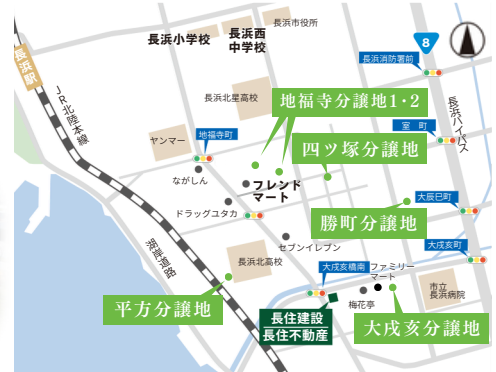 長浜市役所
長浜小学校
長浜西
中学校
8
長浜駅
長浜消防署前
JR北陸本線
長浜北星高校
地福寺分譲地1・2
長浜バイパス
ヤンマー
地福寺町
室 町
四ツ塚分譲地
ながしん
フレンド
マート
大辰巳町
ドラッグユタカ
勝町分譲地
湖岸道路
セブンイレブン
大戌亥町
長浜北高校
大戌亥橋南
ファミリー
マート
市立
長浜病院
平方分譲地
梅花亭
長住建設
長住不動産
大戌亥分譲地